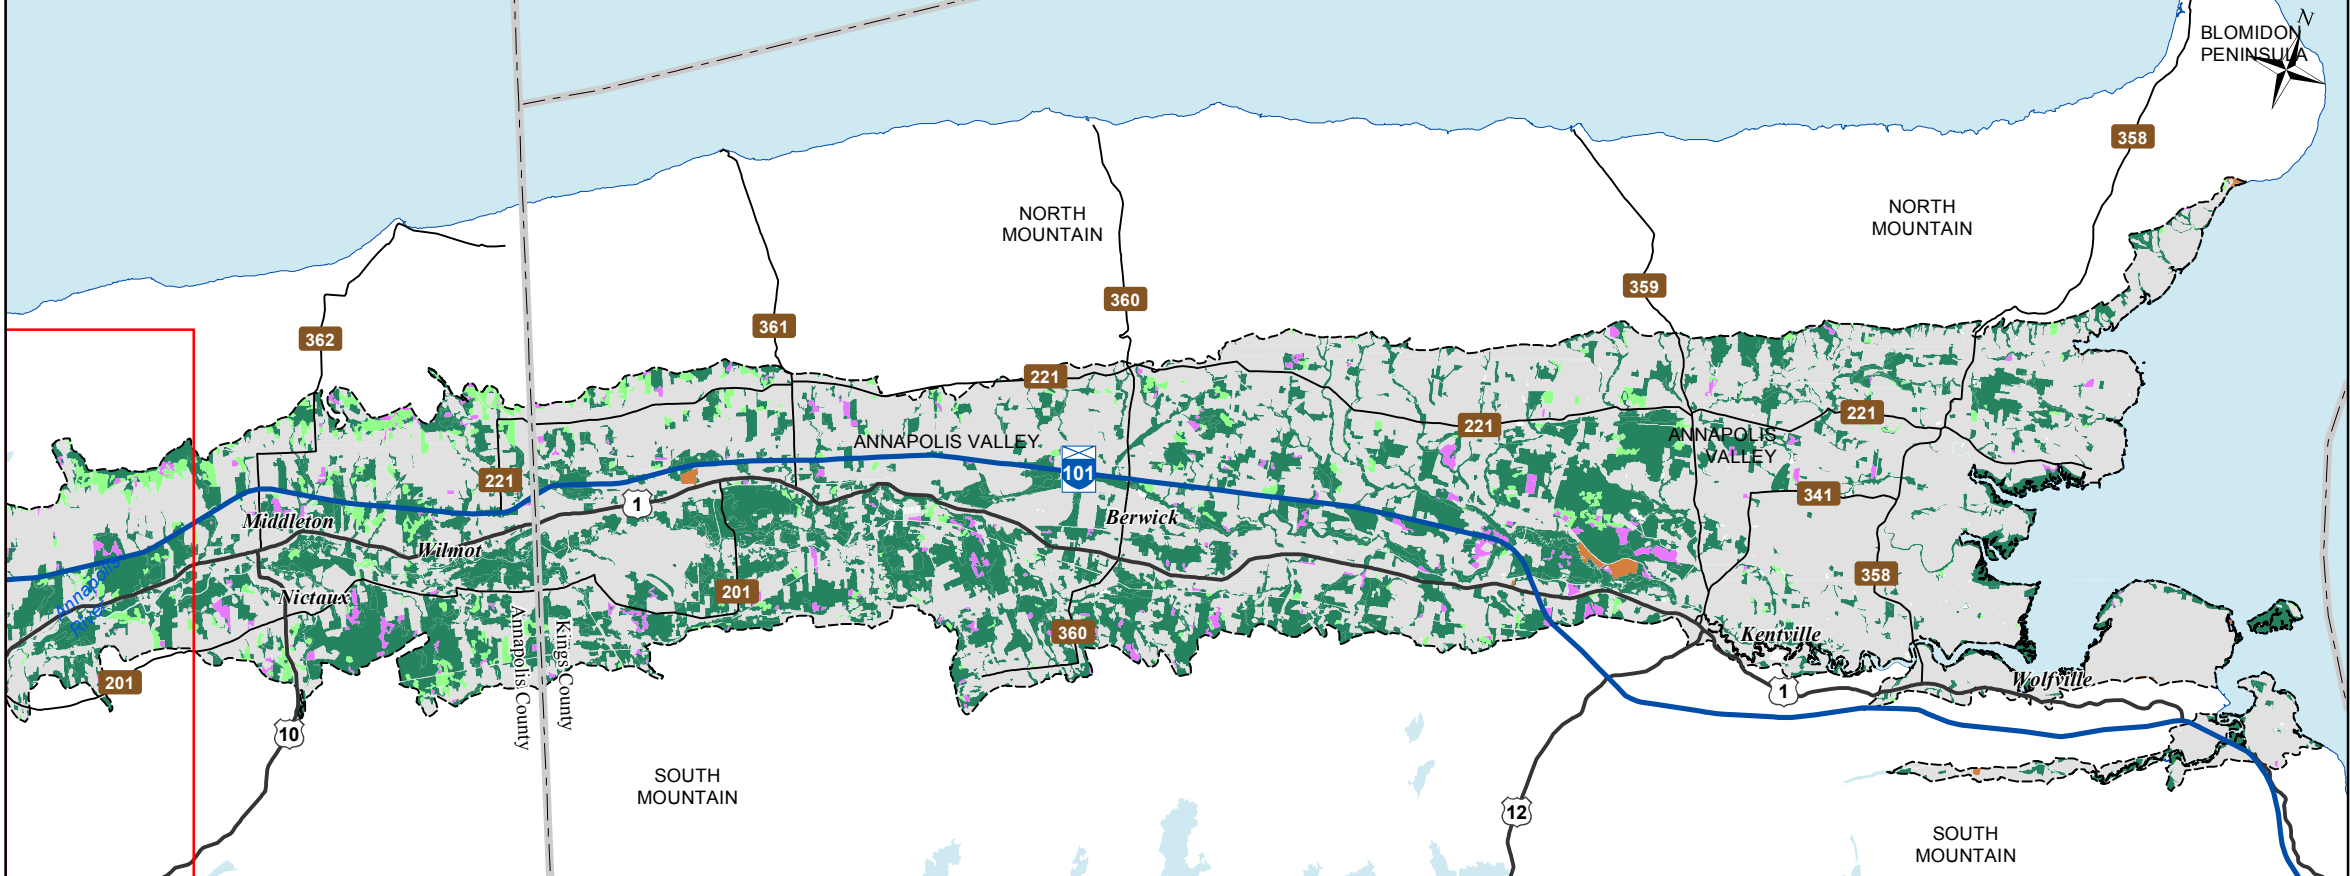 N
BLOMIDON
PENINSULA
358
NORTH
MOUNTAIN
NORTH
MOUNTAIN
359
360
361
362
221
221
221
ANNAPOLIS VALLEY
ANNAPOLIS
VALLEY
101
221
341
1
Middleton
Wilmot
Berwick
Annapolis
River
Nictaux
201
358
360
Kentville
Annapolis County
Kings County
201
1
Wolfville
10
SOUTH
MOUNTAIN
12
SOUTH
MOUNTAIN